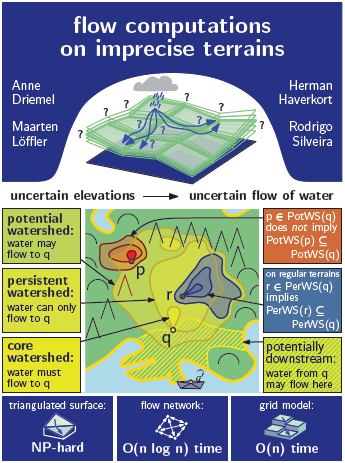 flow computations
on imprecise terrains
Anne
Driemel
Maarten
Löffler
Herman
Haverkort
Rodrigo
Silveira
?
?
?
?
?
?
?
?
uncertain elevations
uncertain flow of water
potential
watershed:
water may
flow to q
persistent
watershed:
water can only
flow to q
core
watershed:
water must
flow to q
p
r
q
p ∈ PotWS(q)
does not imply
PotWS(p) ⊆
PotWS(q)
on regular terrains
r ∈ PerWS(q)
implies
PerWS(r) ⊆
PerWS(q)
potentially
downstream:
water from q
may flow here
triangulated surface:
NP-hard
flow network:
O(n log n) time
grid model:
O(n) time